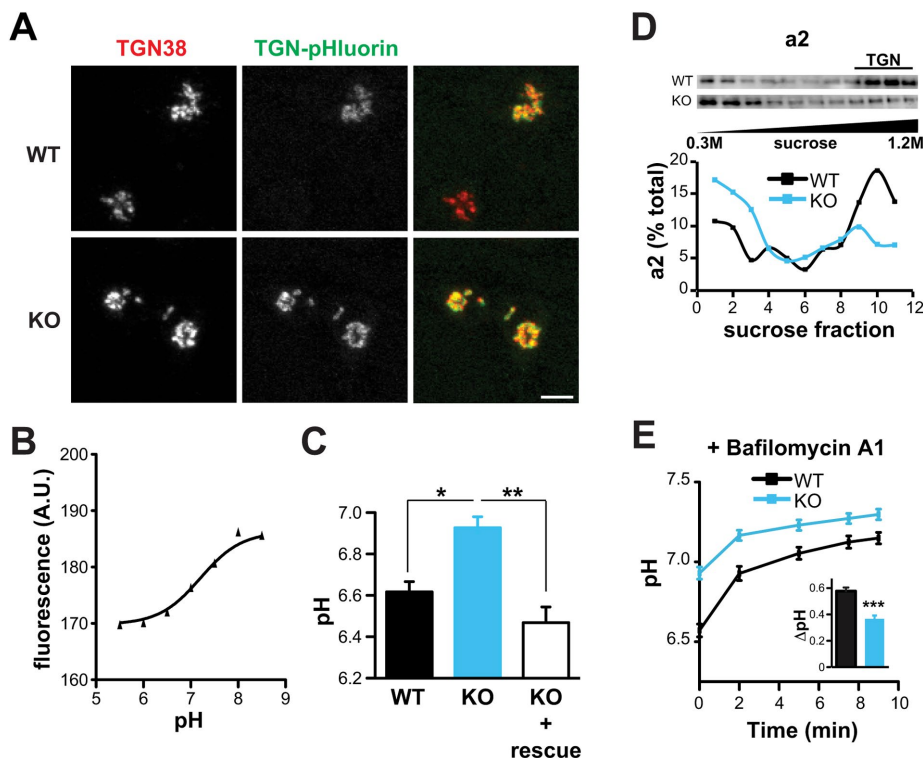 A
TGN38 TGN-pHluorin
WT
KO
B
fluorescence (A.U.)
200
190
180
170
160
5 6 7 8 9
pH
C
* **
pH
7.0
6.8
6.6
6.4
6.2
WT KO KO
+
rescue
D
a2
TGN
WT
KO
0.3M sucrose 1.2M
a2 (% total)
20
15
10
5
0
WT
KO
0 2 4 6 8 10 12
sucrose fraction
E
+ Bafilomycin A1
WT
KO
pH
7.5
7.0
6.5
ΔpH
0.6
0.4
0.2
0
***
0 2 4 6 8 10
Time (min)